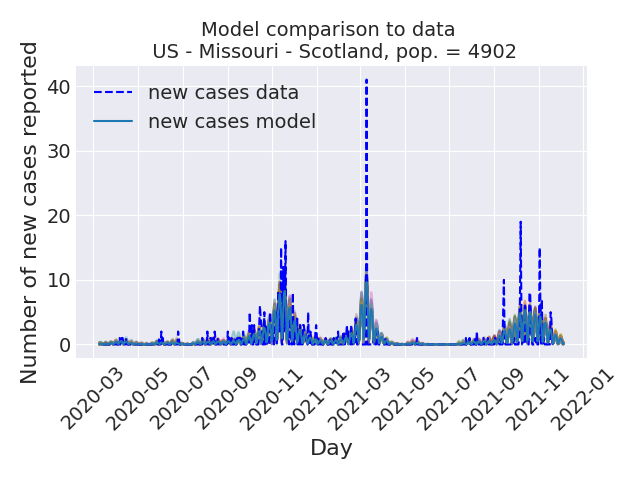 Model comparison to data
US - Missouri - Scotland, pop. = 4902
Number of new cases reported
40
30
20
10
0
new cases data
new cases model
2020-03
2020-05
2020-07
2020-09
2020-11
2021-01
2021-03
2021-05
2021-07
2021-09
2021-11
2022-01
Day